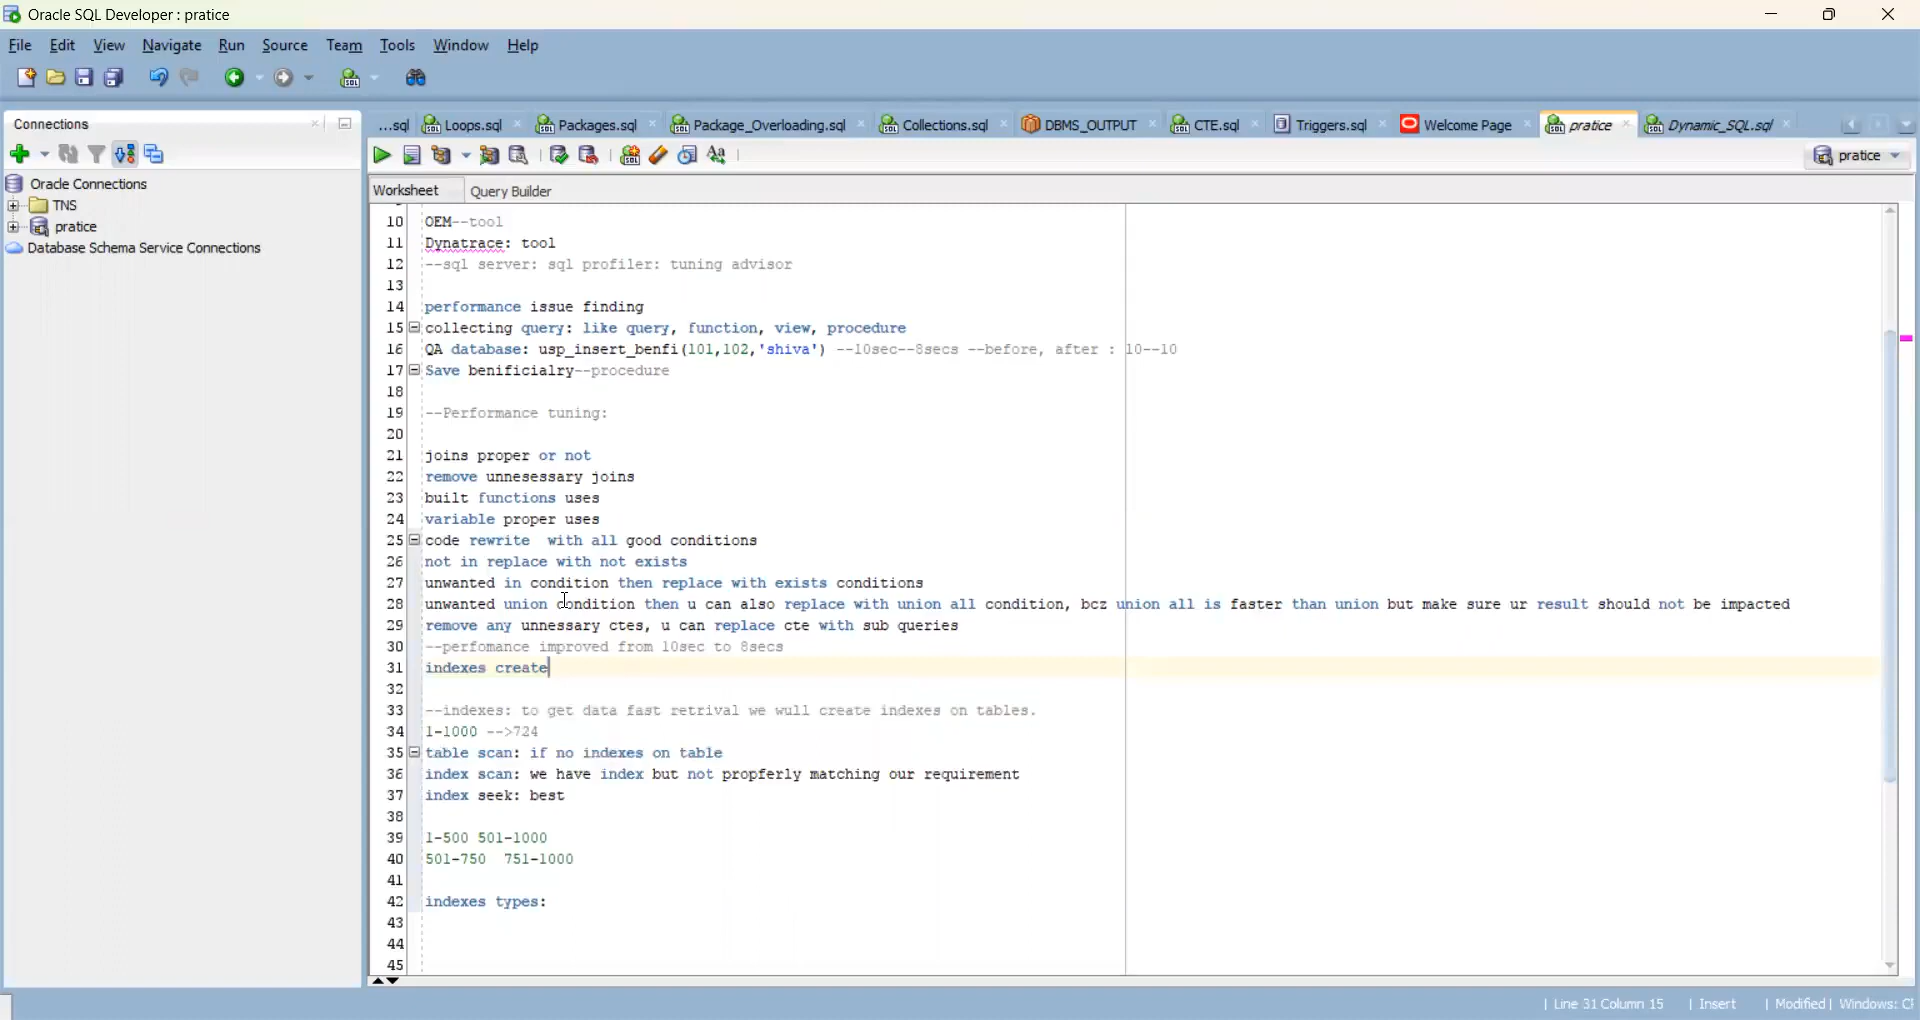 Oracle SQL Developer : pratice
File Edit View Navigate Run Source Team Tools Window Help
Connections
...sql Loops.sql Packages.sql Package_Overloading.sql Collections.sql DBMS_OUTPUT CTE.sql Triggers.sql Welcome Page pratice Dynamic_SQL.sql
pratice
Oracle Connections
TNS
pratice
Database Schema Service Connections
Worksheet Query Builder
10 OEM--tool
11 Dynatrace: tool
12 --sql server: sql profiler: tuning advisor
13
14 performance issue finding
15 collecting query: like query, function, view, procedure
16 QA database: usp_insert_benfi(101,102,'shiva') --10sec--8secs --before, after : 10--10
17 Save benificialry--procedure
18
19 --Performance tuning:
20
21 joins proper or not
22 remove unnesessary joins
23 built functions uses
24 variable proper uses
25 code rewrite  with all good conditions
26 not in replace with not exists
27 unwanted in condition then replace with exists conditions
28 unwanted union condition then u can also replace with union all condition, bcz union all is faster than union but make sure ur result should not be impacted
29 remove any unnessary ctes, u can replace cte with sub queries
30 --perfomance improved from 10sec to 8secs
31 indexes create
32
33 --indexes: to get data fast retrival we wull create indexes on tables.
34 1-1000 -->724
35 table scan: if no indexes on table
36 index scan: we have index but not propferly matching our requirement
37 index seek: best
38
39 1-500 501-1000
40 501-750  751-1000
41
42 indexes types:
43
44
45
Line 31 Column 15 | Insert | Modified | Windows: